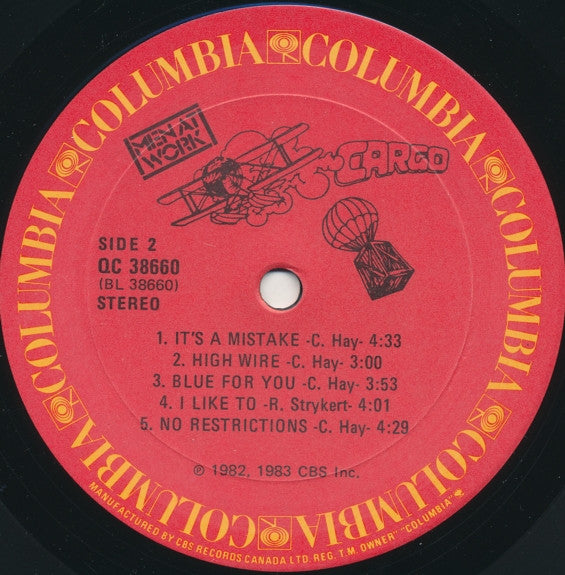 COLUMBIA COLUMBIA COLUMBIA COLUMBIA COLUMBIA COLUMBIA COLUMBIA COLUMBIA
MEN AT
WORK
CARGO
SIDE 2
QC 38660
(BL 38660)
STEREO
1. IT'S A MISTAKE -C. Hay- 4:33
2. HIGH WIRE -C. Hay- 3:00
3. BLUE FOR YOU -C. Hay- 3:53
4. I LIKE TO -R. Strykert- 4:01
5. NO RESTRICTIONS -C. Hay- 4:29
℗ 1982, 1983 CBS Inc.
MANUFACTURED BY CBS RECORDS CANADA LTD. REG. T.M. OWNER "COLUMBIA"